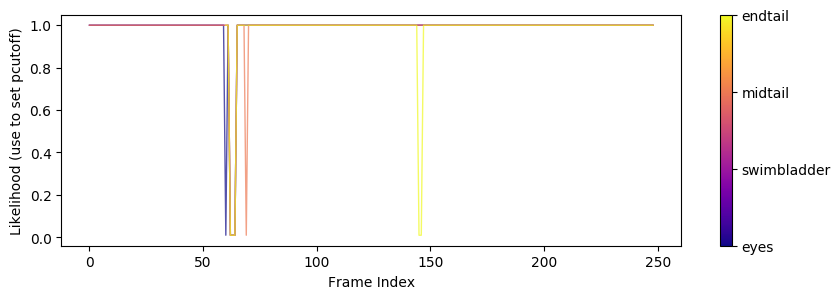 Likelihood (use to set pcutoff)
1.0
0.8
0.6
0.4
0.2
0.0
0
50
100
150
200
250
Frame Index
endtail
midtail
swimbladder
eyes